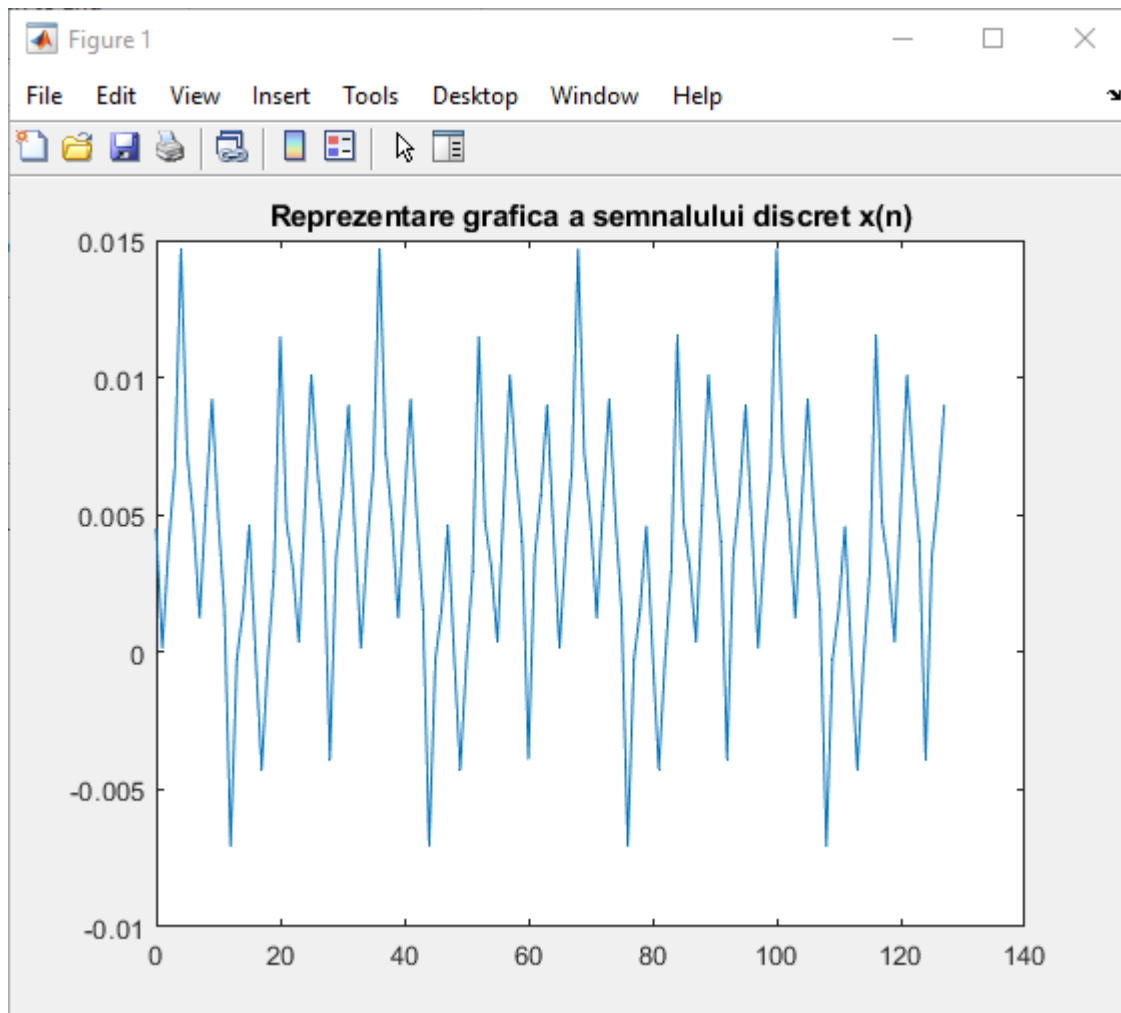 Figure 1
File Edit View Insert Tools Desktop Window Help
Reprezentare grafica a semnalului discret x(n)
0.015
0.01
0.005
0
-0.005
-0.01
0 20 40 60 80 100 120 140